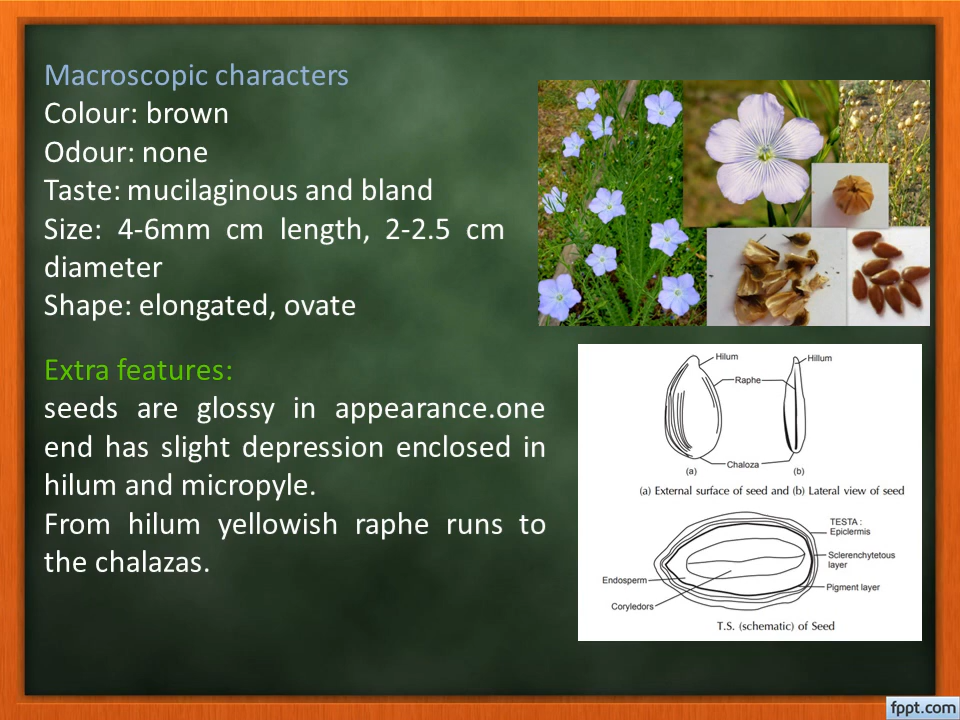 Macroscopic characters
Colour: brown
Odour: none
Taste: mucilaginous and bland
Size: 4-6mm cm length, 2-2.5 cm
diameter
Shape: elongated, ovate
Extra features:
seeds are glossy in appearance.one
end has slight depression enclosed in
hilum and micropyle.
From hilum yellowish raphe runs to
the chalazas.
Hilum
Hillum
Raphe
Chaloza
(a)
(b)
(a) External surface of seed and (b) Lateral view of seed
TESTA :
Epiclermis
Sclerenchytetous
layer
Endosperm
Pigment layer
Coryledors
T.S. (schematic) of Seed
fppt.com